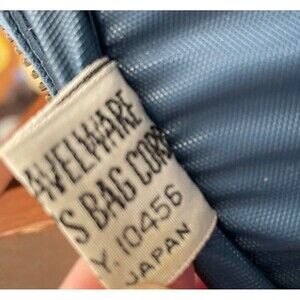 AVELWARE
S BAG CORP
Y. 10456
JAPAN